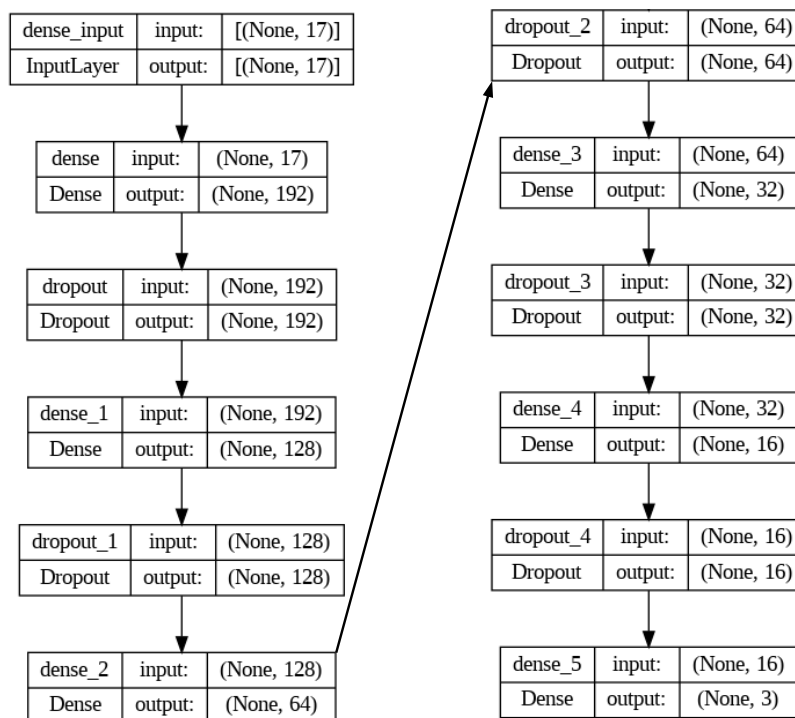 dense_input input: [(None, 17)]
InputLayer output: [(None, 17)]
dense input: (None, 17)
Dense output: (None, 192)
dropout input: (None, 192)
Dropout output: (None, 192)
dense_1 input: (None, 192)
Dense output: (None, 128)
dropout_1 input: (None, 128)
Dropout output: (None, 128)
dense_2 input: (None, 128)
Dense output: (None, 64)
dropout_2 input: (None, 64)
Dropout output: (None, 64)
dense_3 input: (None, 64)
Dense output: (None, 32)
dropout_3 input: (None, 32)
Dropout output: (None, 32)
dense_4 input: (None, 32)
Dense output: (None, 16)
dropout_4 input: (None, 16)
Dropout output: (None, 16)
dense_5 input: (None, 16)
Dense output: (None, 3)